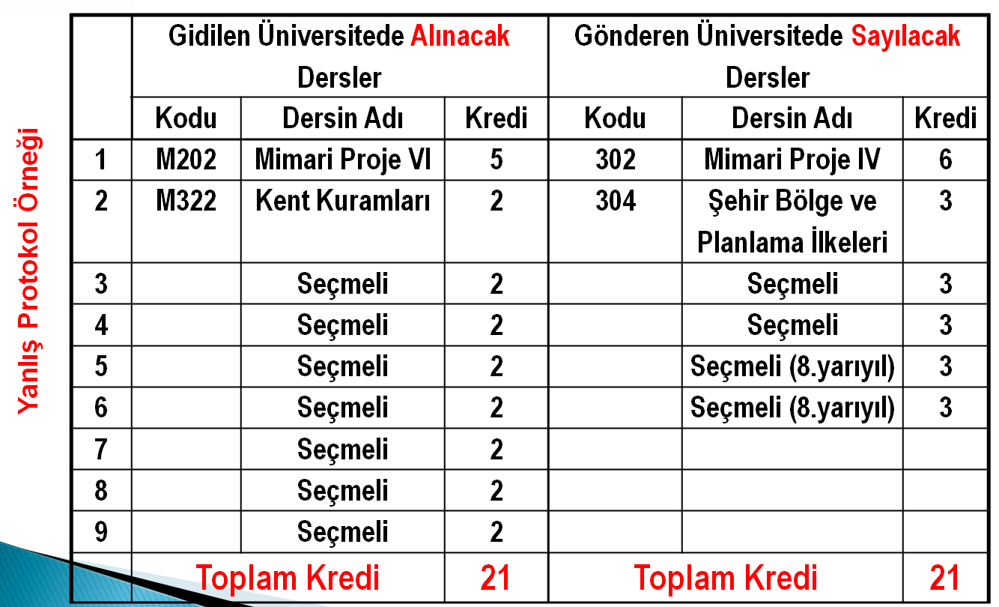 Yanlış Protokol Örneği
Gidilen Üniversitede Alınacak
Dersler
Gönderen Üniversitede Sayılacak
Dersler
Kodu Dersin Adı Kredi Kodu Dersin Adı Kredi
1 M202 Mimari Proje VI 5 302 Mimari Proje IV 6
2 M322 Kent Kuramları 2 304 Şehir Bölge ve 3
Planlama İlkeleri
3 Seçmeli 2 Seçmeli 3
4 Seçmeli 2 Seçmeli 3
5 Seçmeli 2 Seçmeli (8.yarıyıl) 3
6 Seçmeli 2 Seçmeli (8.yarıyıl) 3
7 Seçmeli 2
8 Seçmeli 2
9 Seçmeli 2
Toplam Kredi 21 Toplam Kredi 21